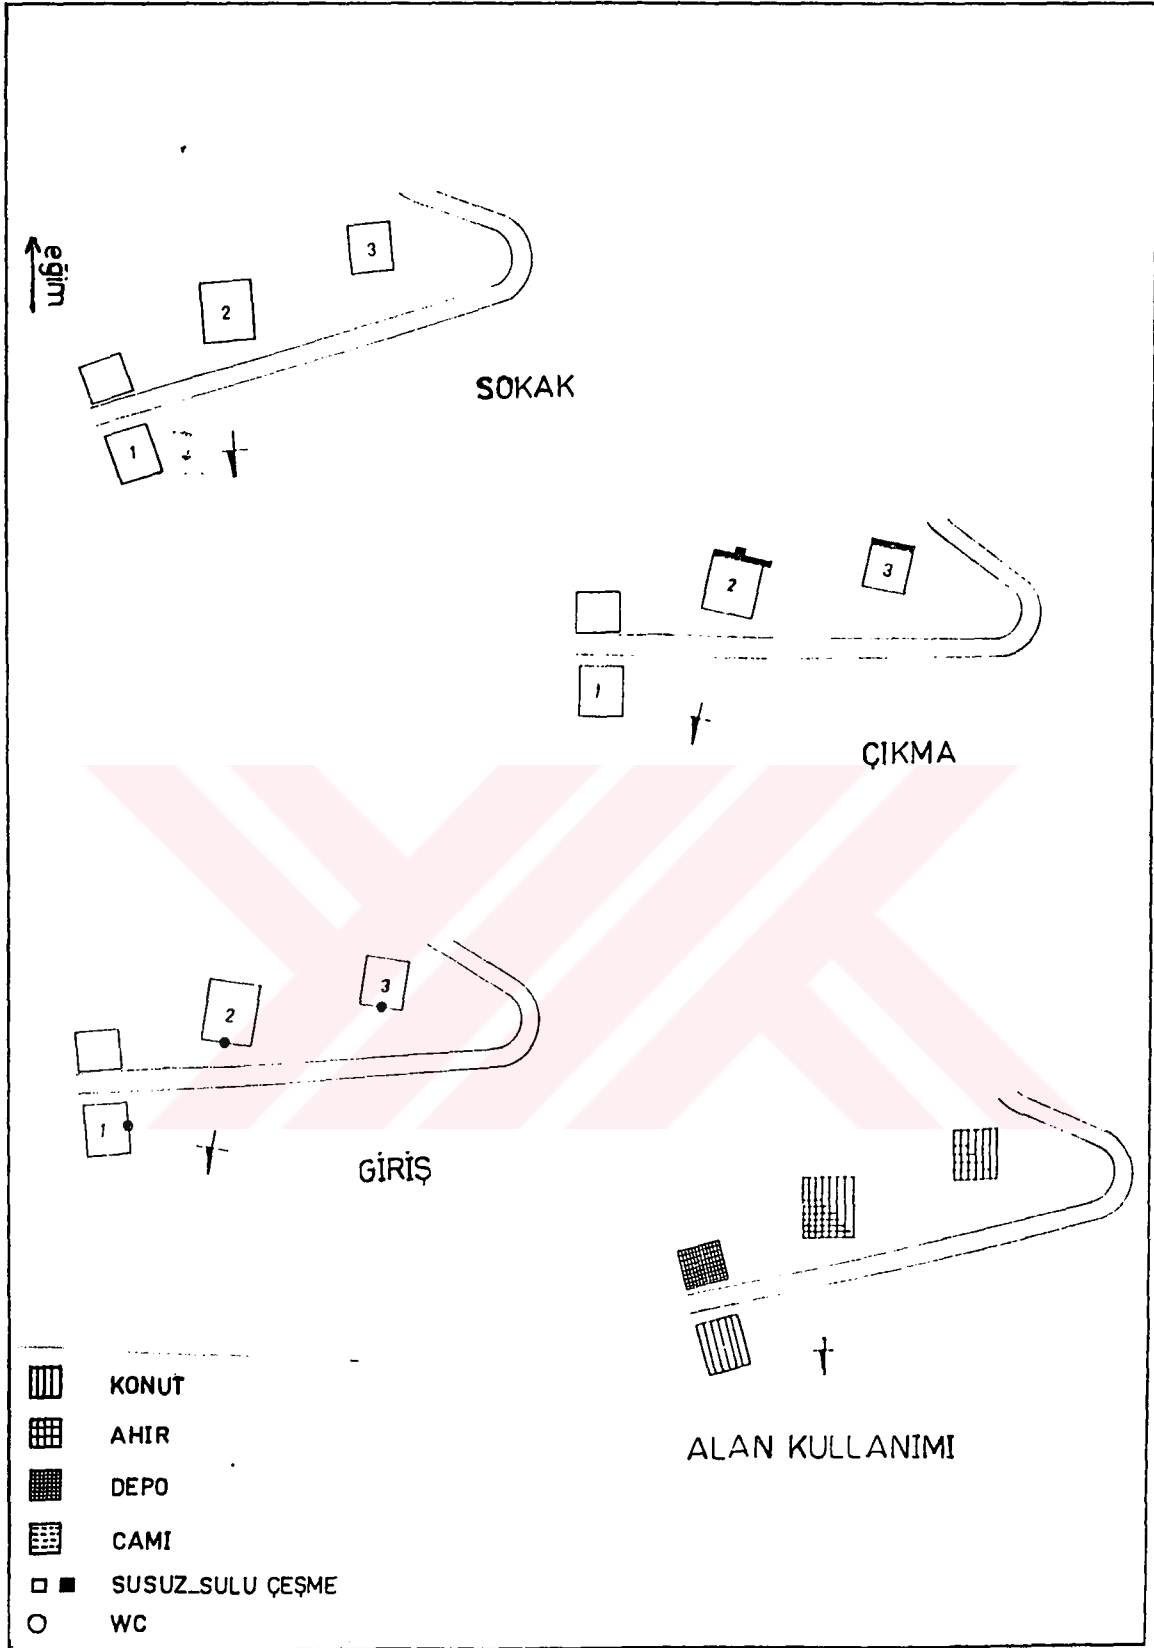 eğim
3
2
1
SOKAK
2
3
1
ÇIKMA
3
2
1
GİRİŞ
ALAN KULLANIMI
KONUT
AHIR
DEPO
CAMI
SUSUZ_SULU ÇEŞME
WC